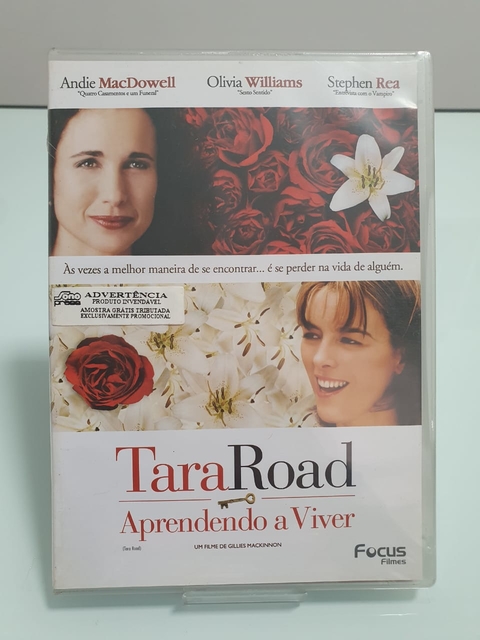 Andie MacDowell Olivia Williams Stephen Rea
"Quatro Casamentos e um Funeral" "Sexto Sentido" "Entrevista com o Vampiro"
Às vezes a melhor maneira de se encontrar... é se perder na vida de alguém.
sono press
ADVERTÊNCIA
PRODUTO INVENDÁVEL
AMOSTRA GRÁTIS TRIBUTADA
EXCLUSIVAMENTE PROMOCIONAL
TaraRoad
Aprendendo a Viver
(Tara Road)
UM FILME DE GILLIES MACKINNON
Focus
Filmes